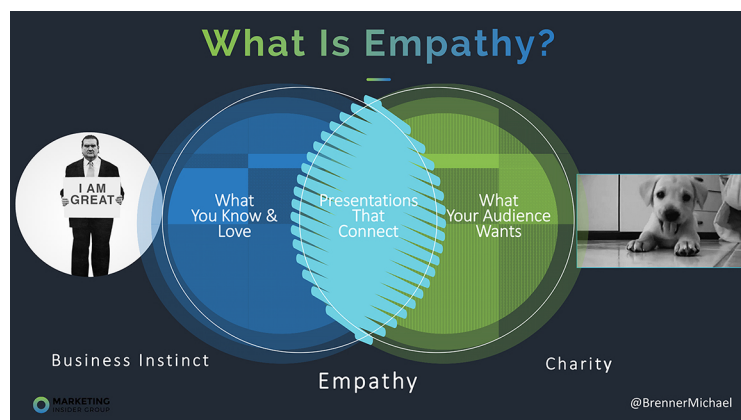 What Is Empathy?
I AM
GREAT
What
You Know &
Love
Presentations
That
Connect
What
Your Audience
Wants
Business Instinct
Empathy
Charity
MARKETING
INSIDER GROUP
@BrennerMichael